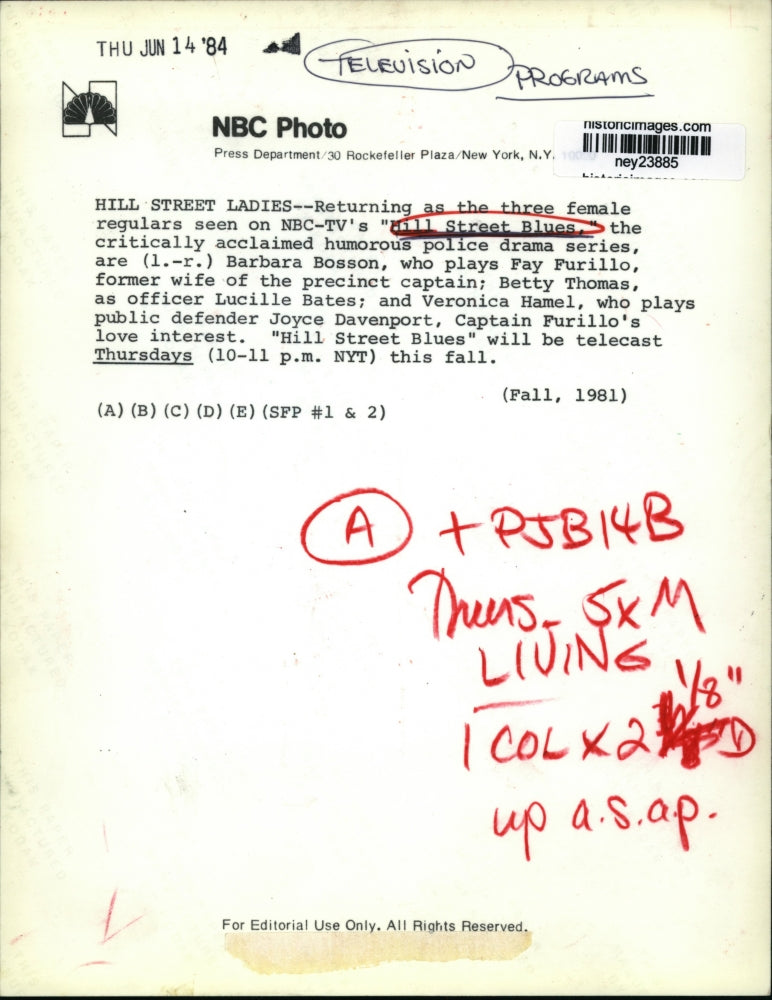 THU JUN 14 '84
TELEVISION PROGRAMS
NBC Photo
Press Department/30 Rockefeller Plaza/New York, N.Y.
historicimages.com
ney23885
HILL STREET LADIES--Returning as the three female
regulars seen on NBC-TV's "Hill Street Blues," the
critically acclaimed humorous police drama series,
are (l.-r.) Barbara Bosson, who plays Fay Furillo,
former wife of the precinct captain; Betty Thomas,
as officer Lucille Bates; and Veronica Hamel, who plays
public defender Joyce Davenport, Captain Furillo's
love interest. "Hill Street Blues" will be telecast
Thursdays (10-11 p.m. NYT) this fall.
(Fall, 1981)
(A)(B)(C)(D)(E)(SFP #1 & 2)
A + PJB14B
Thurs- 5xM
LIVING
1 COL X 2 1/8" D
up a.s.a.p.
For Editorial Use Only. All Rights Reserved.